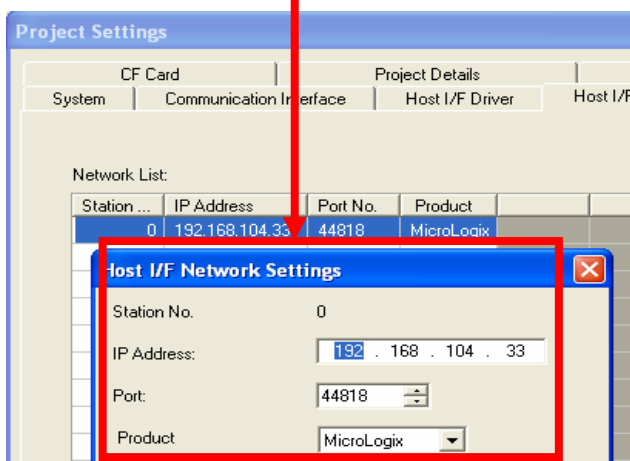 Project Settings
CF Card Project Details
System Communication Interface Host I/F Driver Host I/F
Network List:
Station ... IP Address Port No. Product
0 192.168.104.33 44818 MicroLogix
Host I/F Network Settings
Station No. 0
IP Address: 192 . 168 . 104 . 33
Port: 44818
Product MicroLogix